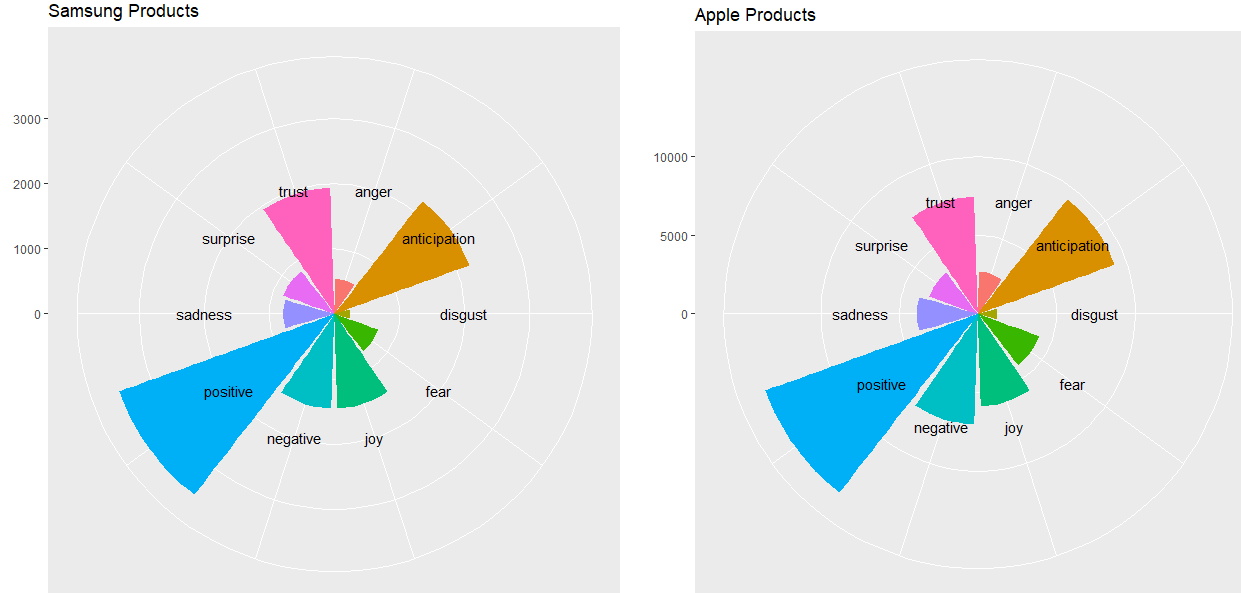 Samsung Products
3000
2000
1000
0
trust
anger
surprise
anticipation
sadness
disgust
positive
fear
negative
joy
Apple Products
10000
5000
0
trust
anger
surprise
anticipation
sadness
disgust
positive
fear
negative
joy